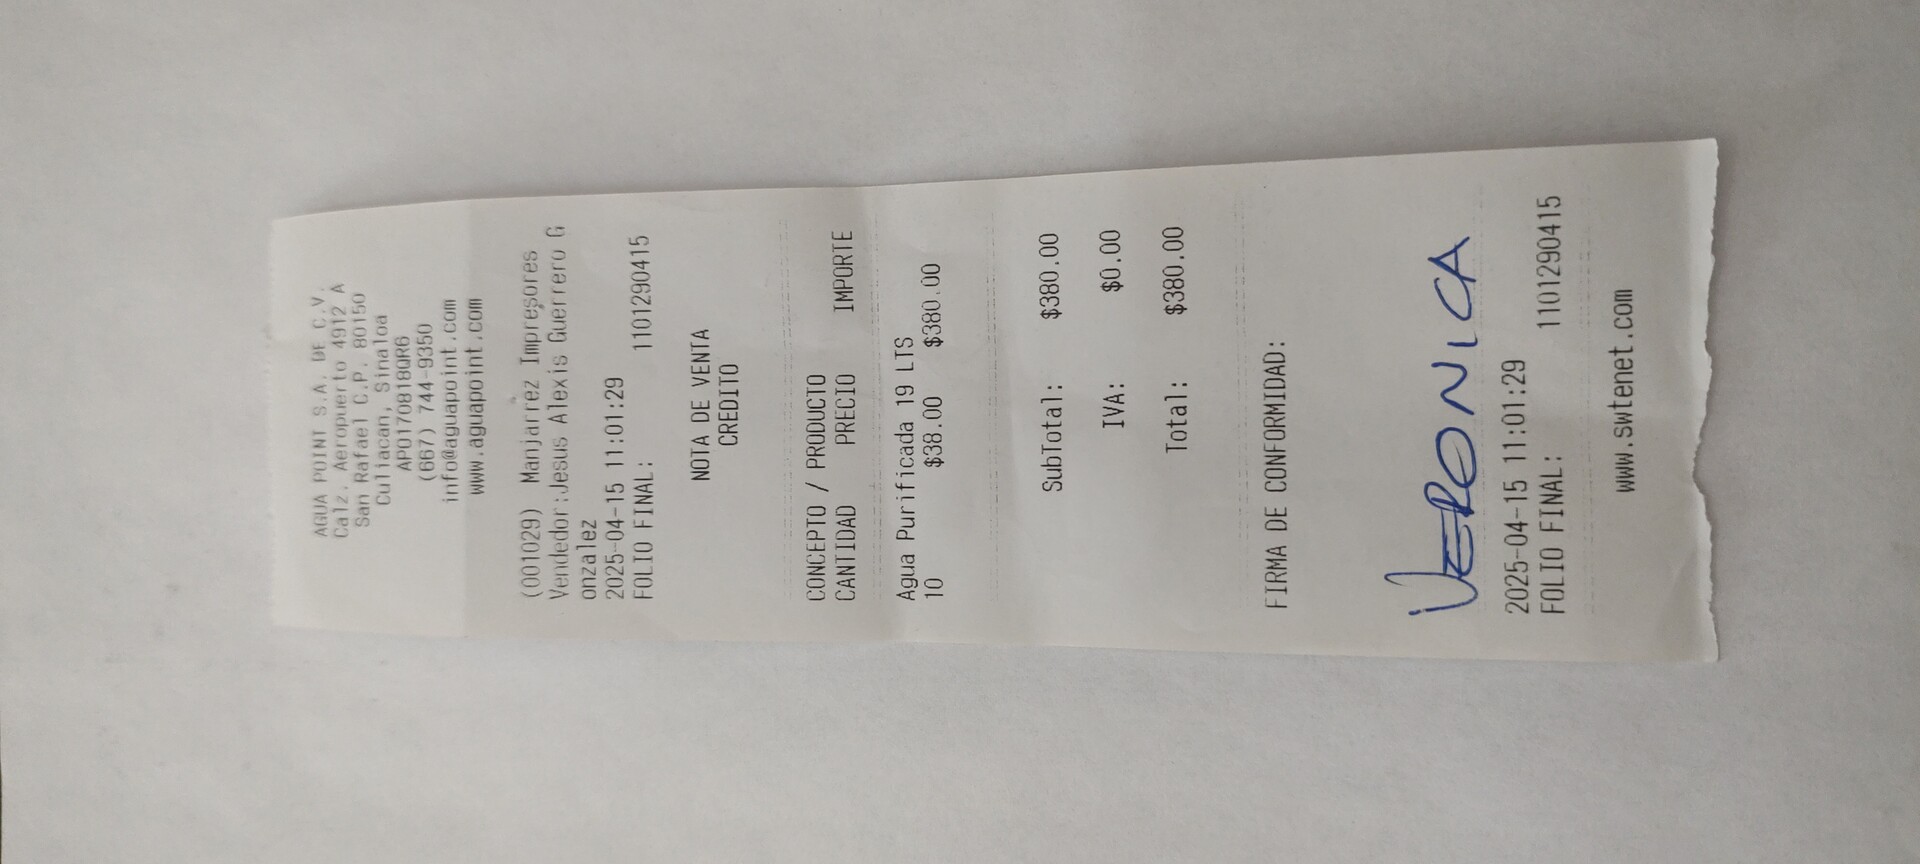 AGUA POINT S.A. DE C.V.
Calz. Aeropuerto 4912 A
San Rafael C.P. 80150
Culiacan, Sinaloa
APO170818QR6
(667) 744-9350
info@aguapoint.com
www.aguapoint.com
(001029) Manjarrez Impresores
Vendedor:Jesus Alexis Guerrero G
onzalez
2025-04-15 11:01:29
FOLIO FINAL: 1101290415
NOTA DE VENTA
CREDITO
CONCEPTO / PRODUCTO
CANTIDAD PRECIO IMPORTE
Agua Purificada 19 LTS
10 $38.00 $380.00
SubTotal: $380.00
IVA: $0.00
Total: $380.00
FIRMA DE CONFORMIDAD:
VERONICA
2025-04-15 11:01:29
FOLIO FINAL: 1101290415
www.swtenet.com